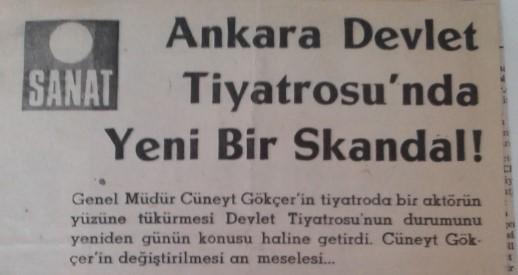 SANAT
Ankara Devlet
Tiyatrosu'nda
Yeni Bir Skandal!
Genel Müdür Cüneyt Gökçer'in tiyatroda bir aktörün
yüzüne tükürmesi Devlet Tiyatrosu'nun durumunu
yeniden günün konusu haline getirdi. Cüneyt Gök-
çer'in değiştirilmesi an meselesi...